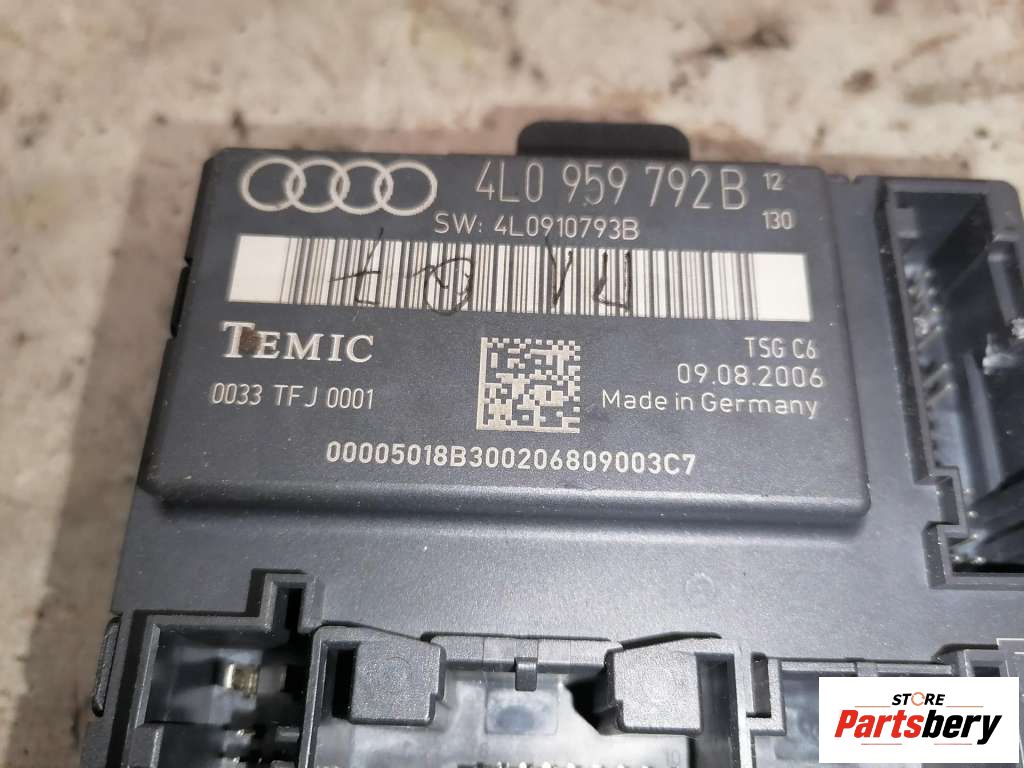 4L0 959 792B 12
130
SW: 4L0910793B
TEMIC
TSG C6
09.08.2006
0033 TFJ 0001
Made in Germany
00005018B300206809003C7
STORE
Partsbery